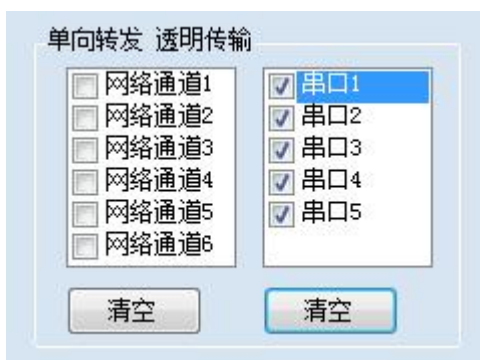 单向转发 透明传输
网络通道1
网络通道2
网络通道3
网络通道4
网络通道5
网络通道6
串口1
串口2
串口3
串口4
串口5
清空
清空